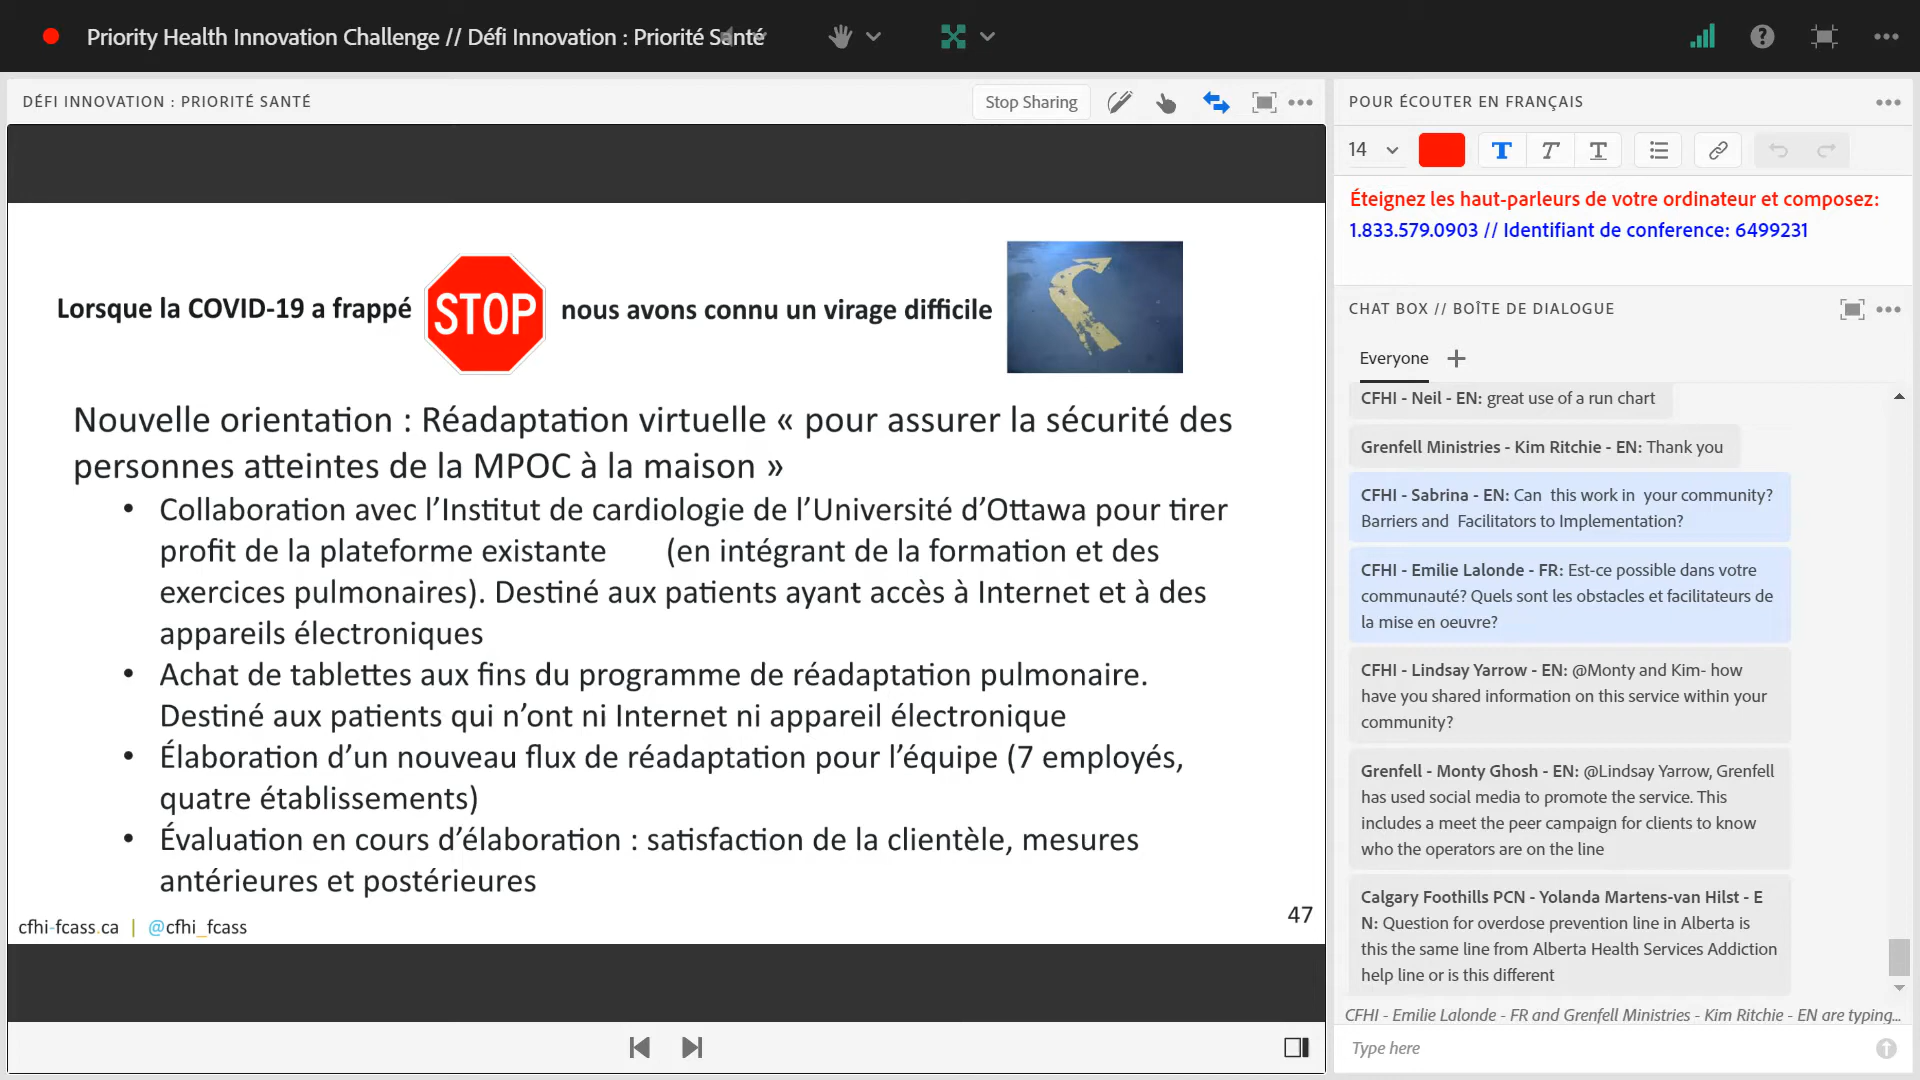 Priority Health Innovation Challenge // Défi Innovation : Priorité Santé
DÉFI INNOVATION : PRIORITÉ SANTÉ
Stop Sharing
Lorsque la COVID-19 a frappé
STOP
nous avons connu un virage difficile
Nouvelle orientation : Réadaptation virtuelle « pour assurer la sécurité des
personnes atteintes de la MPOC à la maison »
• Collaboration avec l’Institut de cardiologie de l’Université d’Ottawa pour tirer
profit de la plateforme existante (en intégrant de la formation et des
exercices pulmonaires). Destiné aux patients ayant accès à Internet et à des
appareils électroniques
• Achat de tablettes aux fins du programme de réadaptation pulmonaire.
Destiné aux patients qui n’ont ni Internet ni appareil électronique
• Élaboration d’un nouveau flux de réadaptation pour l’équipe (7 employés,
quatre établissements)
• Évaluation en cours d’élaboration : satisfaction de la clientèle, mesures
antérieures et postérieures
cfhi-fcass.ca | @cfhi_fcass
47
POUR ÉCOUTER EN FRANÇAIS
14
T T T
Éteignez les haut-parleurs de votre ordinateur et composez:
1.833.579.0903 // Identifiant de conference: 6499231
CHAT BOX // BOÎTE DE DIALOGUE
Everyone
CFHI - Neil - EN: great use of a run chart
Grenfell Ministries - Kim Ritchie - EN: Thank you
CFHI - Sabrina - EN: Can this work in your community?
Barriers and Facilitators to Implementation?
CFHI - Emilie Lalonde - FR: Est-ce possible dans votre
communauté? Quels sont les obstacles et facilitateurs de
la mise en oeuvre?
CFHI - Lindsay Yarrow - EN: @Monty and Kim- how
have you shared information on this service within your
community?
Grenfell - Monty Ghosh - EN: @Lindsay Yarrow, Grenfell
has used social media to promote the service. This
includes a meet the peer campaign for clients to know
who the operators are on the line
Calgary Foothills PCN - Yolanda Martens-van Hilst - E
N: Question for overdose prevention line in Alberta is
this the same line from Alberta Health Services Addiction
help line or is this different
CFHI - Emilie Lalonde - FR and Grenfell Ministries - Kim Ritchie - EN are typing...
Type here